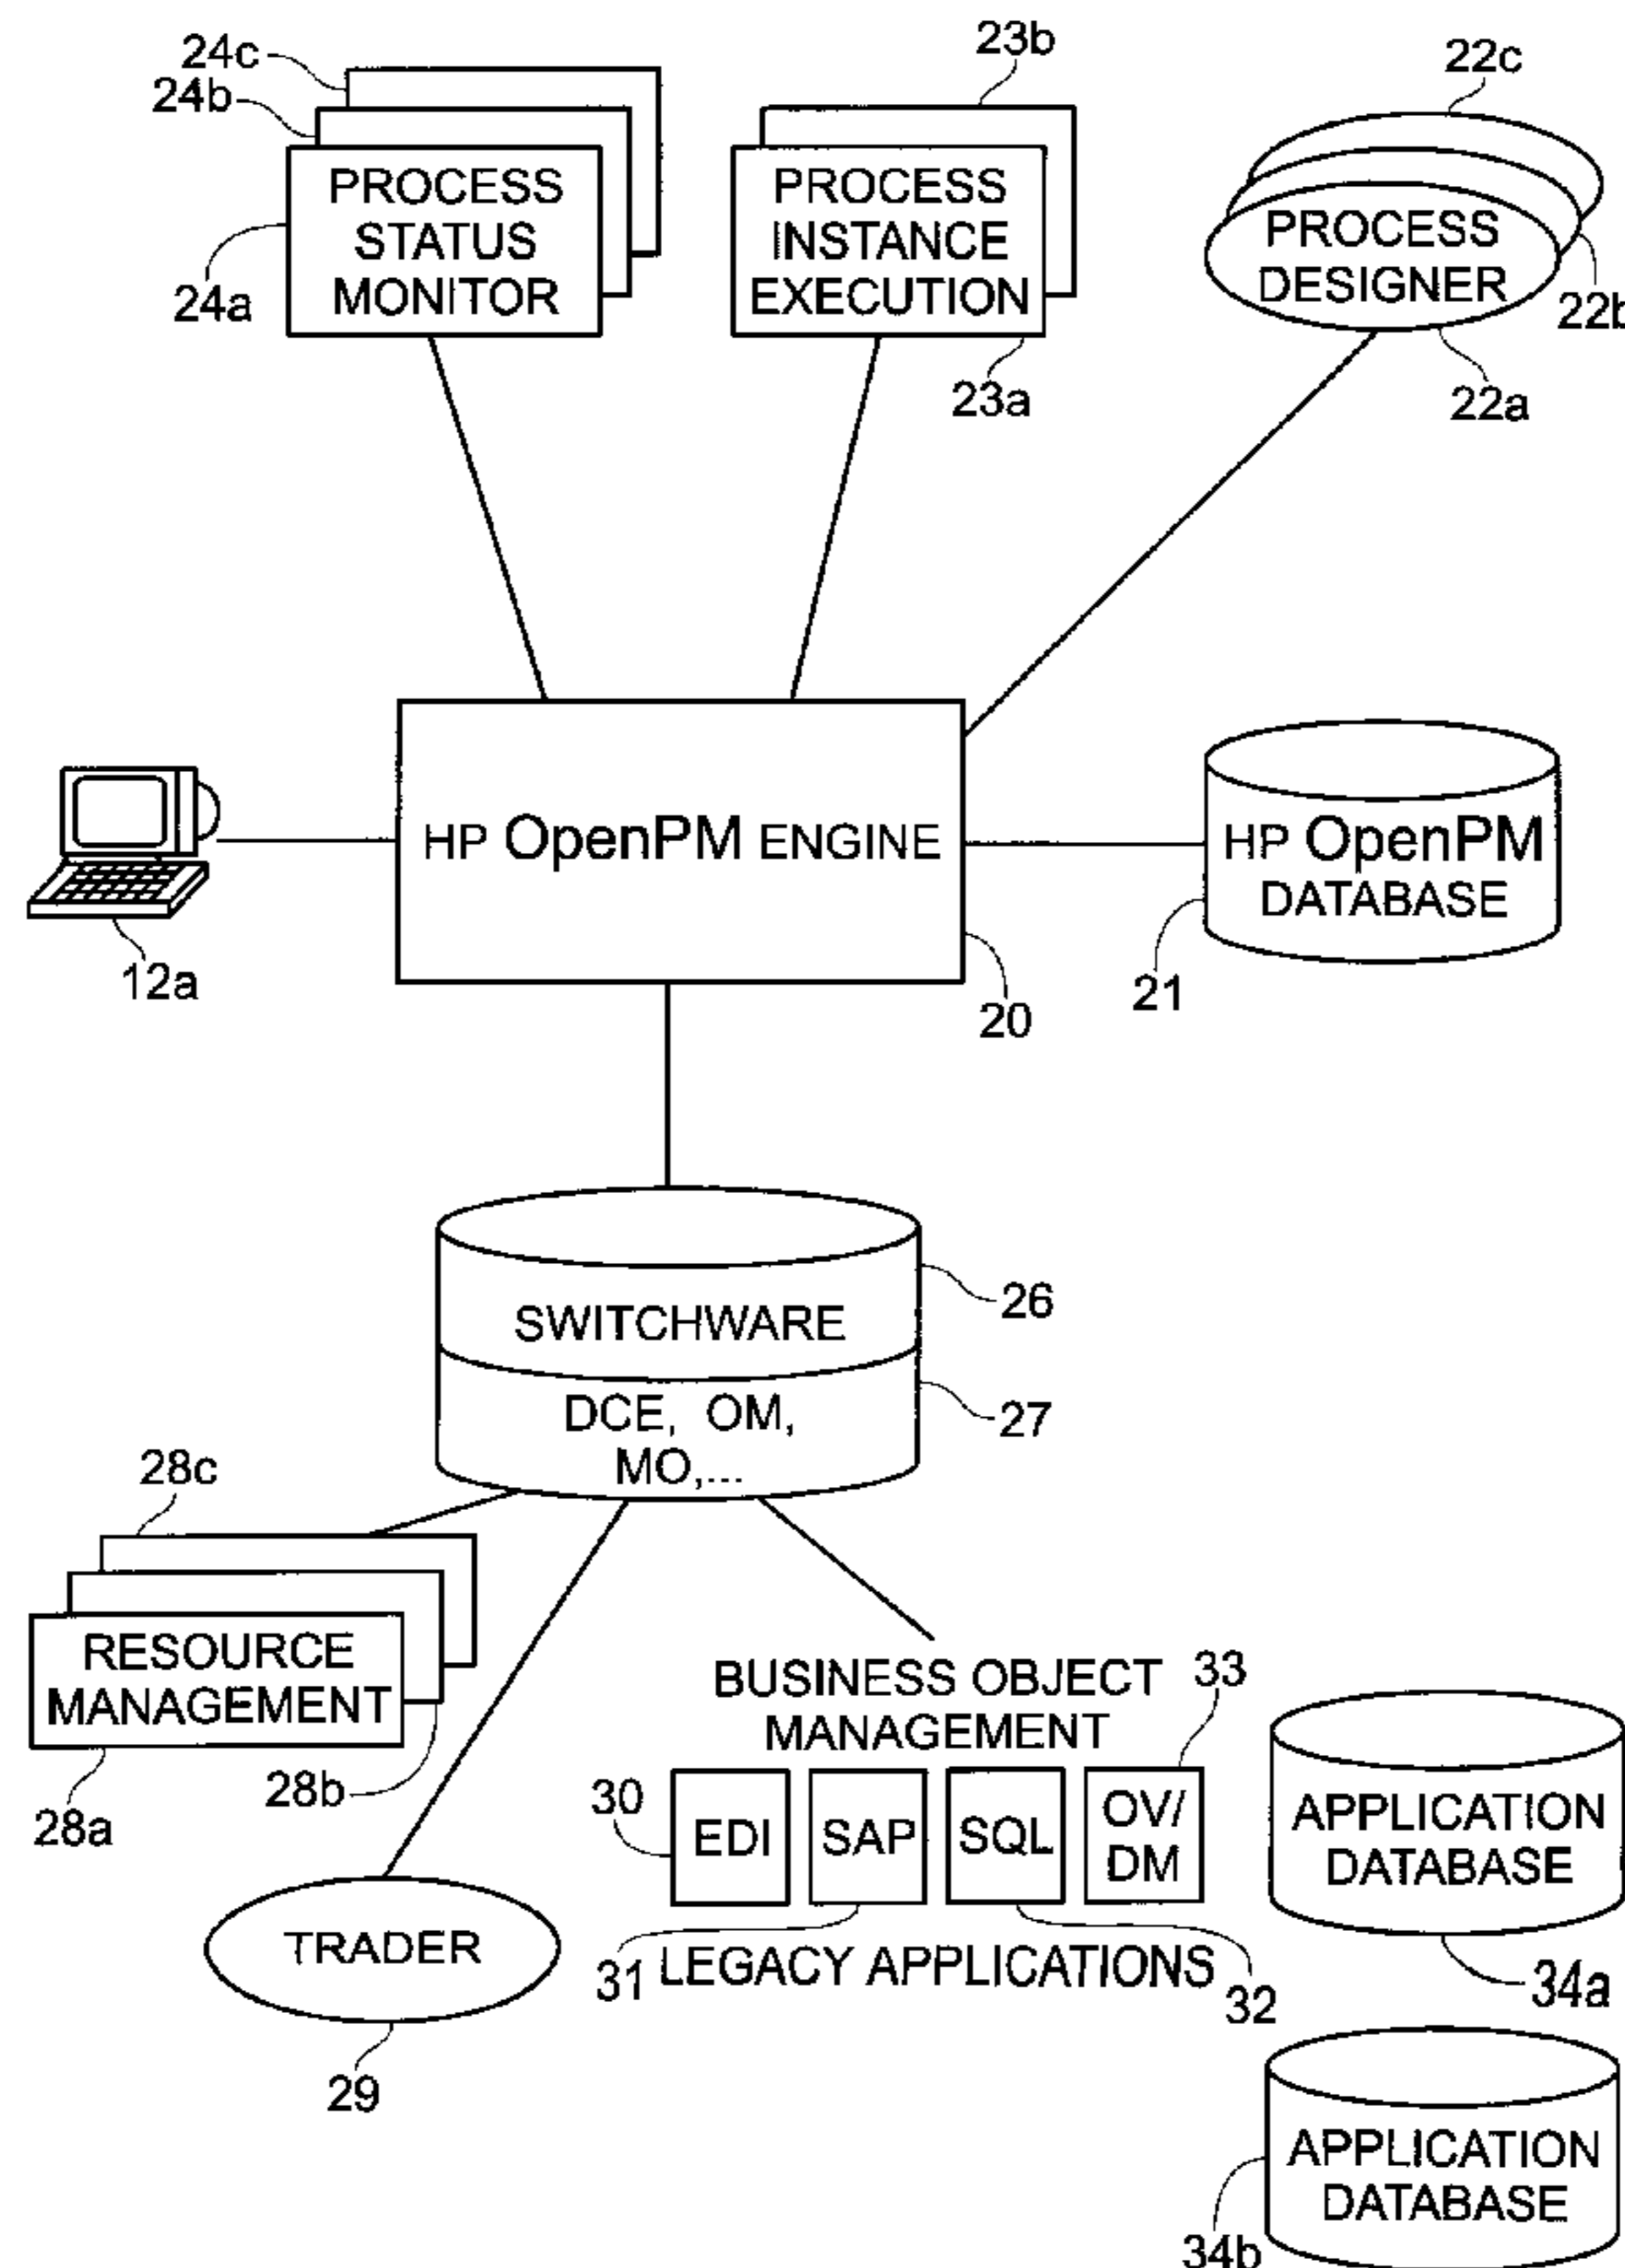 24c
24b
23b
22c
PROCESS
STATUS
MONITOR
24a
PROCESS
INSTANCE
EXECUTION
23a
PROCESS
DESIGNER
22b
22a
HP OpenPM ENGINE
HP OpenPM
DATABASE
12a
20
21
SWITCHWARE
26
DCE, OM,
MO,...
27
28c
RESOURCE
MANAGEMENT
28b
28a
BUSINESS OBJECT
MANAGEMENT
33
30
EDI
SAP
SQL
OV/
DM
31
LEGACY APPLICATIONS
32
TRADER
29
APPLICATION
DATABASE
34a
APPLICATION
DATABASE
34b